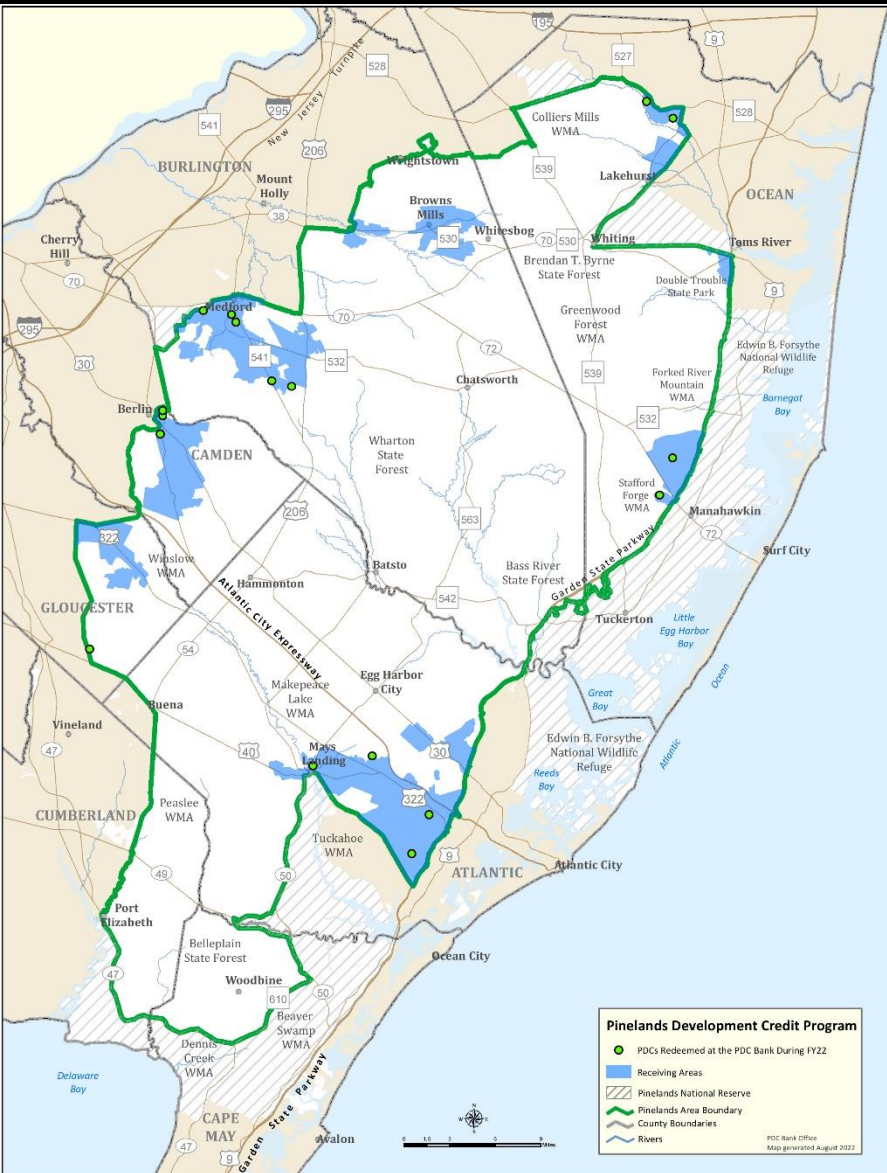 195
9
527
528
528
295
New Jersey Turnpike
541
206
Colliers Mills
WMA
BURLINGTON
Wrightstown
539
Lakehurst
Mount
Holly
OCEAN
38
Browns
Mills
Cherry
Hill
530
Whitesbog
70
530
Whiting
Toms River
70
Brendan T. Byrne
State Forest
Double Trouble
State Park
9
Medford
Greenwood
Forest
WMA
295
70
Edwin B. Forsythe
National Wildlife
Refuge
72
30
541
532
539
Forked River
Mountain
WMA
Chatsworth
Barnegat
Bay
Berlin
532
CAMDEN
Wharton
State
Forest
Stafford
Forge
WMA
206
Manahawkin
563
322
72
Surf City
Winslow
WMA
Batsto
Bass River
State Forest
Garden State Parkway
Hammonton
Atlantic City Expressway
542
GLOUCESTER
Tuckerton
Little
Egg Harbor
Bay
54
Egg Harbor
City
Ocean
Makepeace
Lake
WMA
Great
Bay
Buena
Vineland
Edwin B. Forsythe
National Wildlife
Refuge
Atlantic
47
40
Mays
Landing
30
Reeds
Bay
322
Peaslee
WMA
CUMBERLAND
Tuckahoe
WMA
9
Atlantic City
49
50
ATLANTIC
Port
Elizabeth
Belleplain
State Forest
Ocean City
47
Woodbine
610
50
Beaver
Swamp
WMA
Dennis
Creek
WMA
Delaware
Bay
Garden State Parkway
CAPE
MAY
Avalon
47
9
N
W
E
S
Pinelands Development Credit Program
PDCs Redeemed at the PDC Bank During FY22
Receiving Areas
Pinelands National Reserve
Pinelands Area Boundary
County Boundaries
Rivers
PDC Bank Office
Map generated August 2022